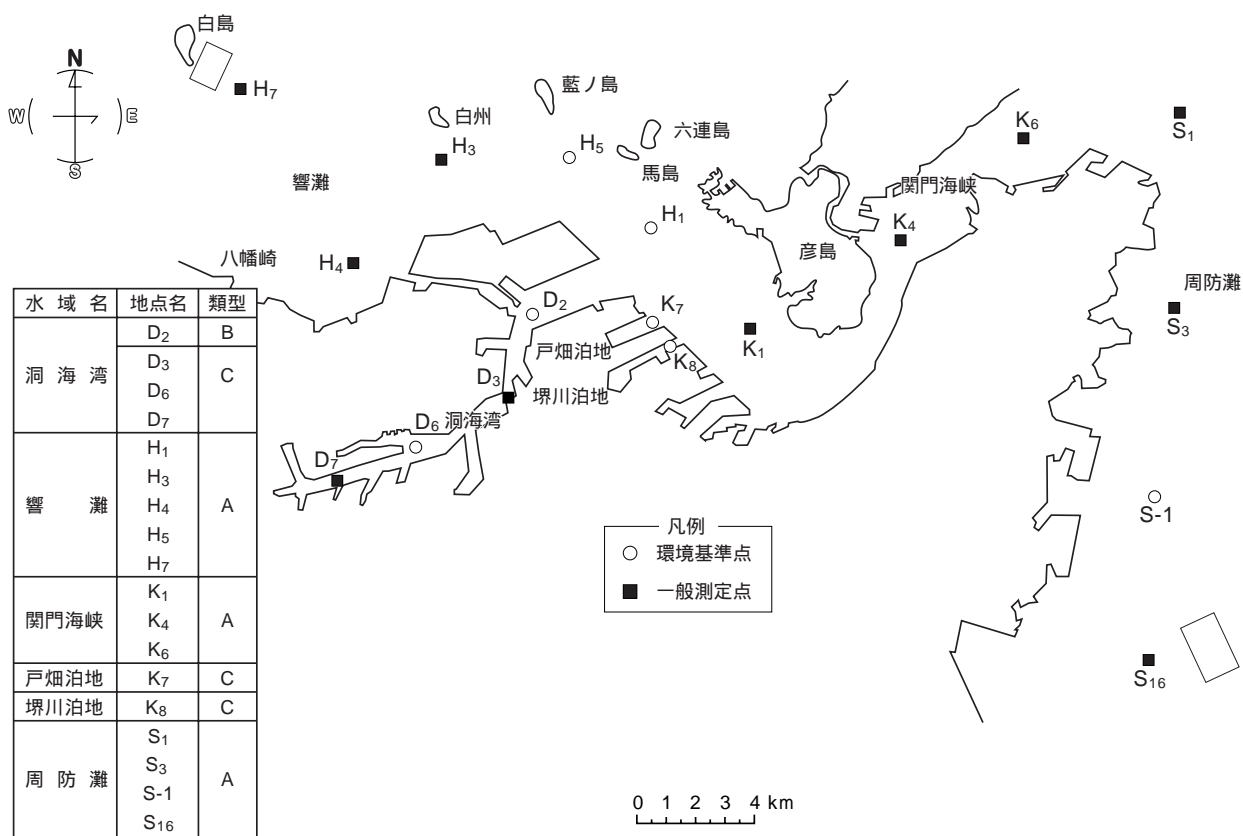 白島
N
W
E
S
H7
白州
H3
藍ノ島
H5
六連島
馬島
K6
S1
響灘
関門海峡
H1
K4
彦島
八幡崎
H4
周防灘
S3
D2
K7
戸畑泊地
K1
K8
D3
堺川泊地
D6 洞海湾
D7
S-1
S16
水域名 地点名 類型
洞海湾 D2 B
D3
D6 C
D7
響灘 H1
H3
H4 A
H5
H7
関門海峡 K1
K4 A
K6
戸畑泊地 K7 C
堺川泊地 K8 C
周防灘 S1
S3 A
S-1
S16
凡例
環境基準点
一般測定点
0 1 2 3 4 km